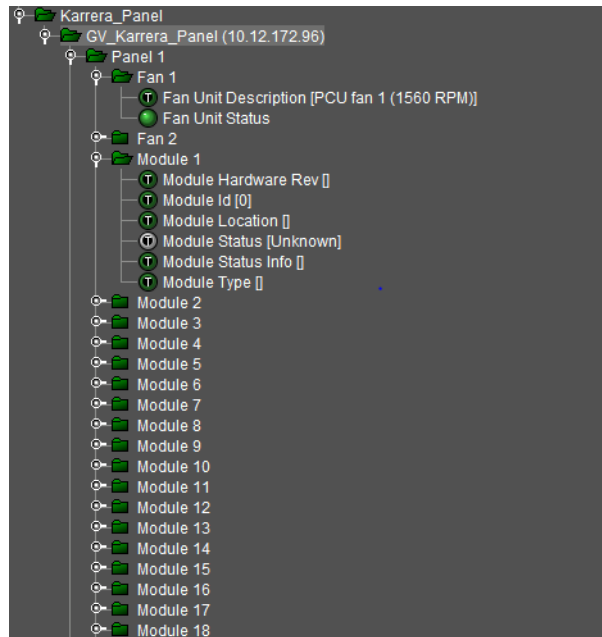 Karrera_Panel
GV_Karrera_Panel (10.12.172.96)
Panel 1
Fan 1
T Fan Unit Description [PCU fan 1 (1560 RPM)]
Fan Unit Status
Fan 2
Module 1
T Module Hardware Rev []
T Module Id [0]
T Module Location []
T Module Status [Unknown]
T Module Status Info []
T Module Type []
Module 2
Module 3
Module 4
Module 5
Module 6
Module 7
Module 8
Module 9
Module 10
Module 11
Module 12
Module 13
Module 14
Module 15
Module 16
Module 17
Module 18